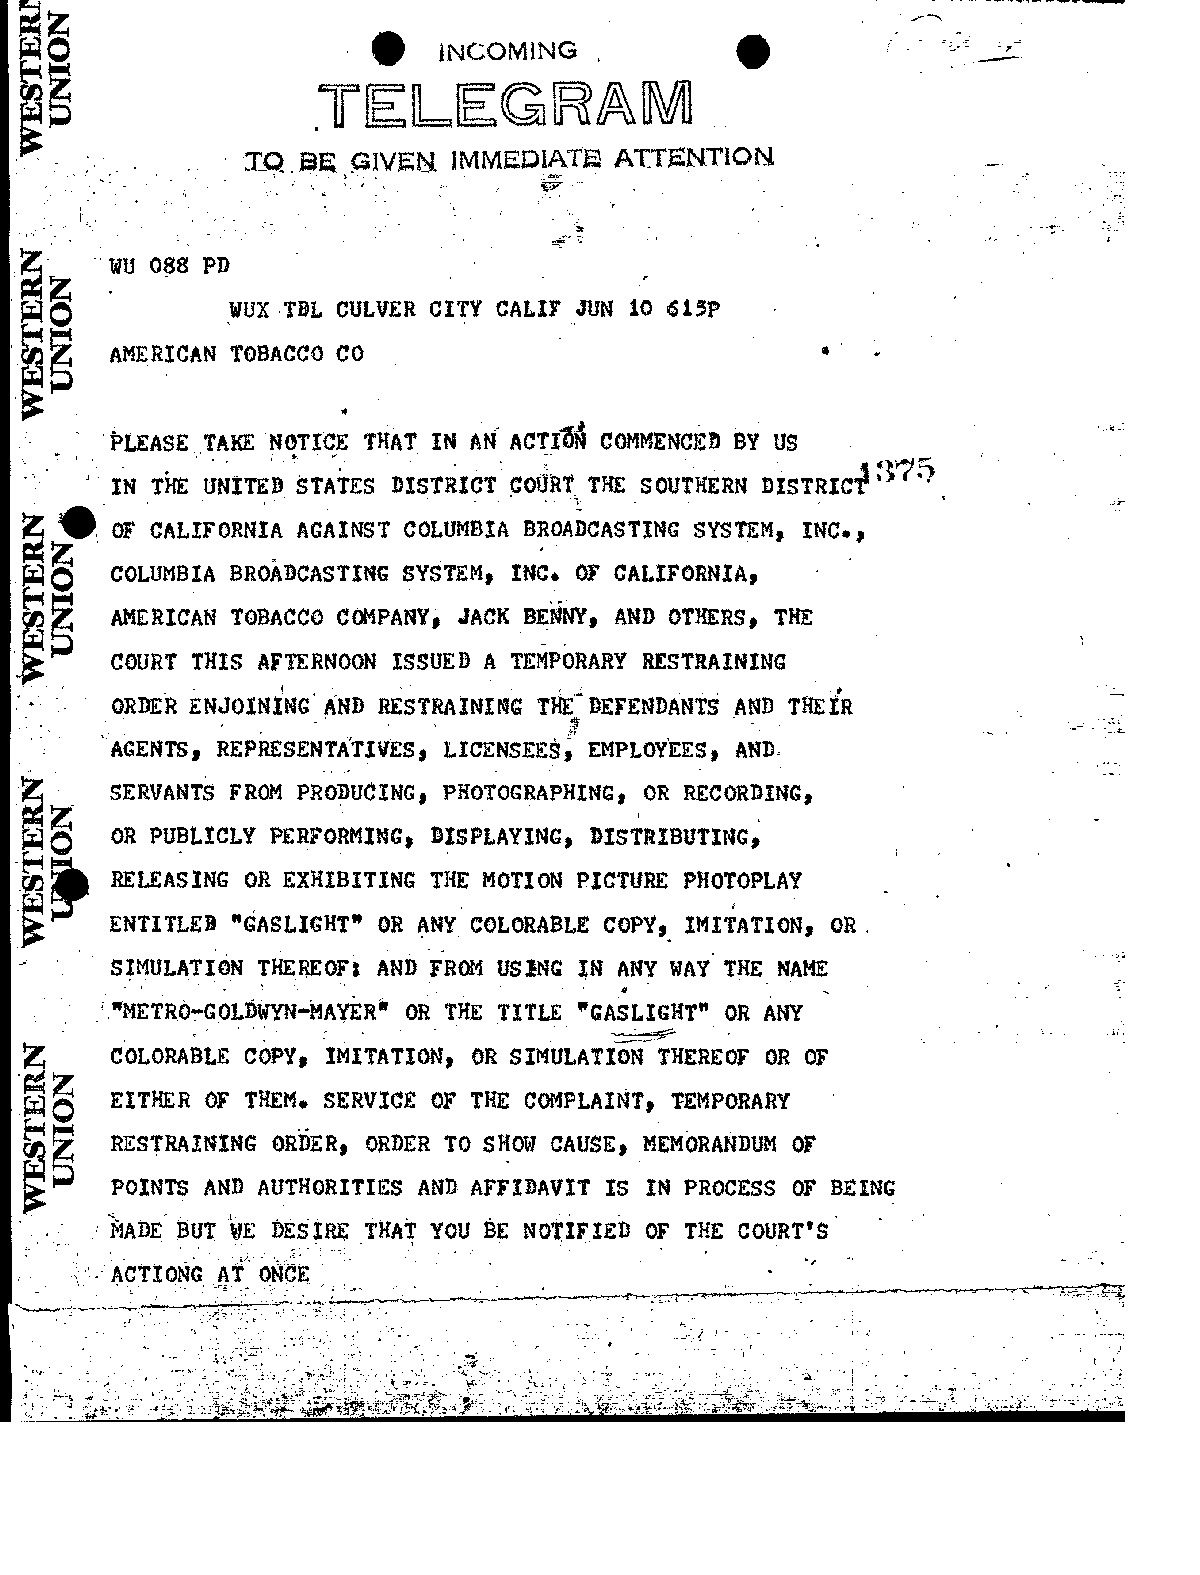 INCOMING
TELEGRAM
TO BE GIVEN IMMEDIATE ATTENTION
WU 088 PD
WUX TDL CULVER CITY CALIF JUN 10 615P
AMERICAN TOBACCO CO
PLEASE TAKE NOTICE THAT IN AN ACTION COMMENCED BY US
IN THE UNITED STATES DISTRICT COURT THE SOUTHERN DISTRICT
1375
OF CALIFORNIA AGAINST COLUMBIA BROADCASTING SYSTEM, INC.,
COLUMBIA BROADCASTING SYSTEM, INC. OF CALIFORNIA,
AMERICAN TOBACCO COMPANY, JACK BENNY, AND OTHERS, THE
COURT THIS AFTERNOON ISSUED A TEMPORARY RESTRAINING
ORDER ENJOINING AND RESTRAINING THE DEFENDANTS AND THEIR
AGENTS, REPRESENTATIVES, LICENSEES, EMPLOYEES, AND
SERVANTS FROM PRODUCING, PHOTOGRAPHING, OR RECORDING,
OR PUBLICLY PERFORMING, DISPLAYING, DISTRIBUTING,
RELEASING OR EXHIBITING THE MOTION PICTURE PHOTOPLAY
ENTITLED "GASLIGHT" OR ANY COLORABLE COPY, IMITATION, OR
SIMULATION THEREOF: AND FROM USING IN ANY WAY THE NAME
"METRO-GOLDWYN-MAYER" OR THE TITLE "GASLIGHT" OR ANY
COLORABLE COPY, IMITATION, OR SIMULATION THEREOF OR OF
EITHER OF THEM. SERVICE OF THE COMPLAINT, TEMPORARY
RESTRAINING ORDER, ORDER TO SHOW CAUSE, MEMORANDUM OF
POINTS AND AUTHORITIES AND AFFIDAVIT IS IN PROCESS OF BEING
MADE BUT WE DESIRE THAT YOU BE NOTIFIED OF THE COURT'S
ACTIONG AT ONCE
WESTERN UNION
WESTERN UNION
WESTERN UNION
WESTERN UNION
WESTERN UNION